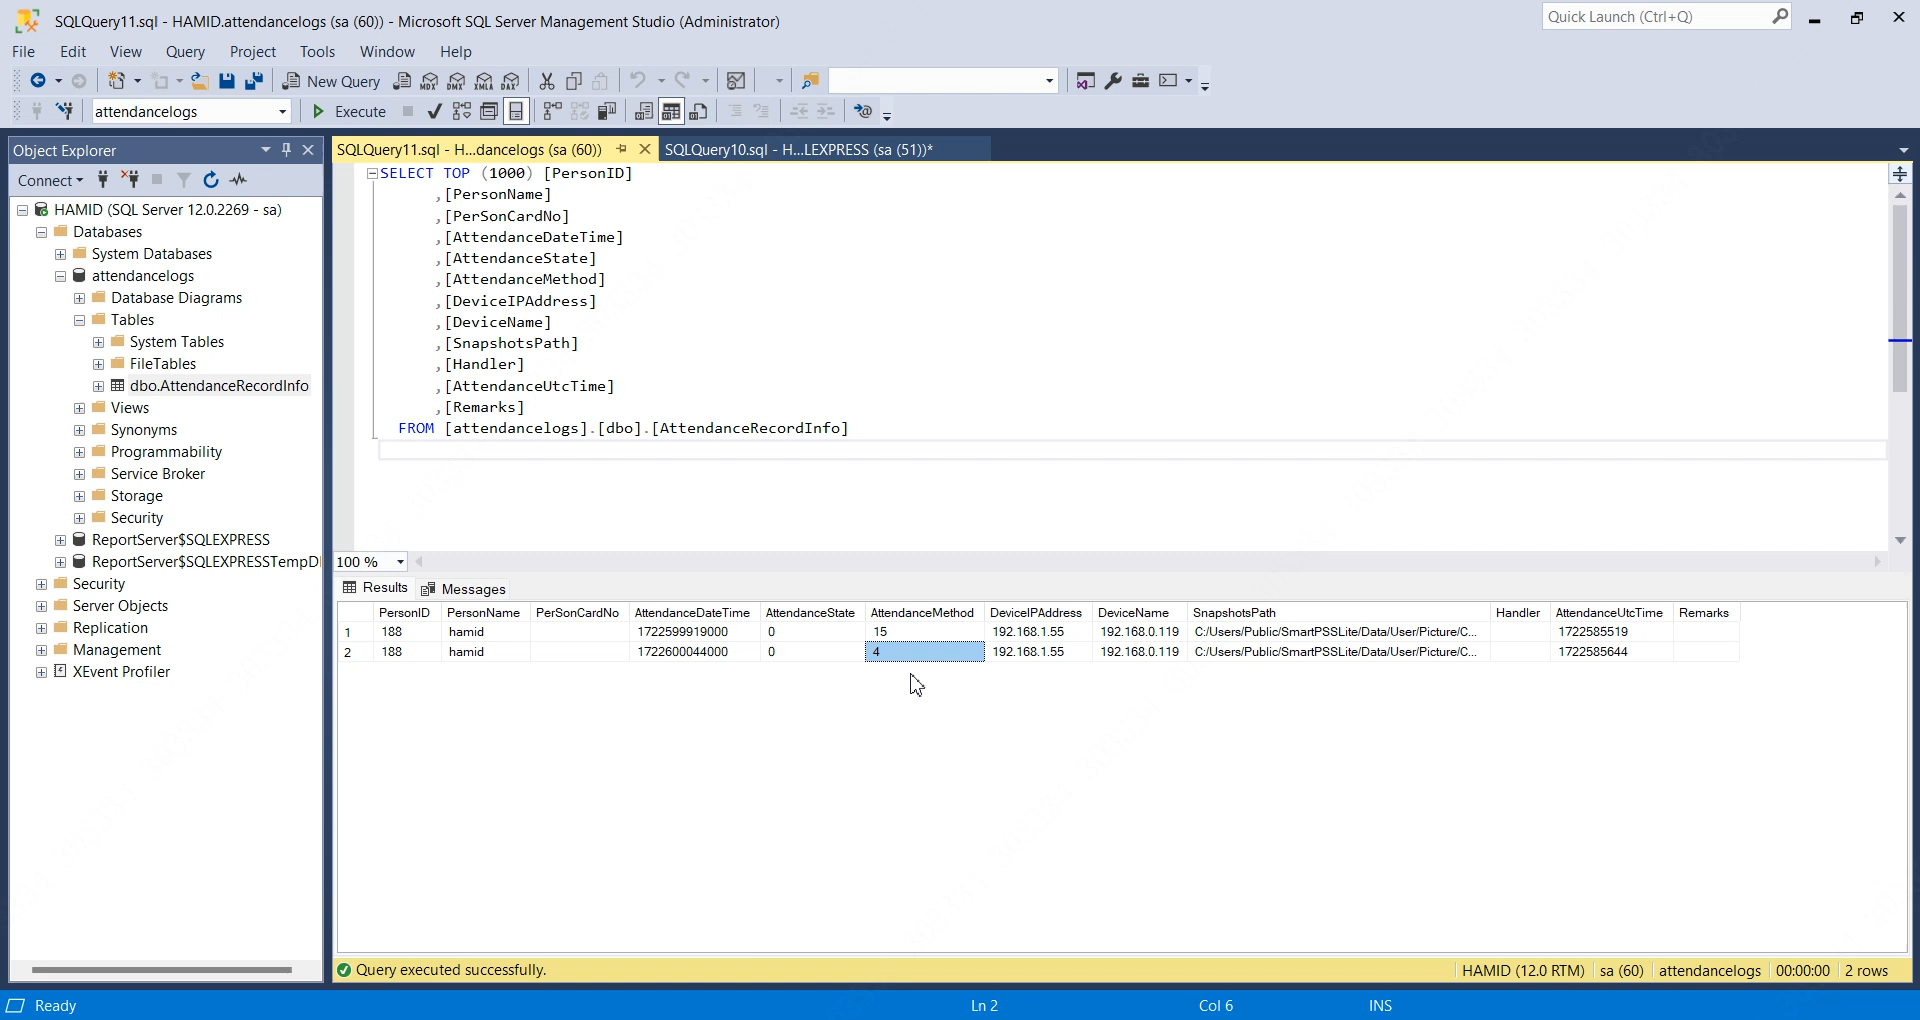 SQLQuery11.sql - HAMID.attendancelogs (sa (60)) - Microsoft SQL Server Management Studio (Administrator)
Quick Launch (Ctrl+Q)
File Edit View Query Project Tools Window Help
New Query
attendancelogs Execute
Object Explorer
SQLQuery11.sql - H...dancelogs (sa (60)) SQLQuery10.sql - H...LEXPRESS (sa (51))*
Connect
HAMID (SQL Server 12.0.2269 - sa)
Databases
System Databases
attendancelogs
Database Diagrams
Tables
System Tables
FileTables
dbo.AttendanceRecordInfo
Views
Synonyms
Programmability
Service Broker
Storage
Security
ReportServer$SQLEXPRESS
ReportServer$SQLEXPRESSTempD
Security
Server Objects
Replication
Management
XEvent Profiler
SELECT TOP (1000) [PersonID]
,[PersonName]
,[PerSonCardNo]
,[AttendanceDateTime]
,[AttendanceState]
,[AttendanceMethod]
,[DeviceIPAddress]
,[DeviceName]
,[SnapshotsPath]
,[Handler]
,[AttendanceUtcTime]
,[Remarks]
FROM [attendancelogs].[dbo].[AttendanceRecordInfo]
100 %
Results Messages
PersonID PersonName PerSonCardNo AttendanceDateTime AttendanceState AttendanceMethod DeviceIPAddress DeviceName SnapshotsPath Handler AttendanceUtcTime Remarks
1 188 hamid 1722599919000 0 15 192.168.1.55 192.168.0.119 C:/Users/Public/SmartPSSLite/Data/User/Picture/C... 1722585519
2 188 hamid 1722600044000 0 4 192.168.1.55 192.168.0.119 C:/Users/Public/SmartPSSLite/Data/User/Picture/C... 1722585644
Query executed successfully. HAMID (12.0 RTM) sa (60) attendancelogs 00:00:00 2 rows
Ready Ln 2 Col 6 INS